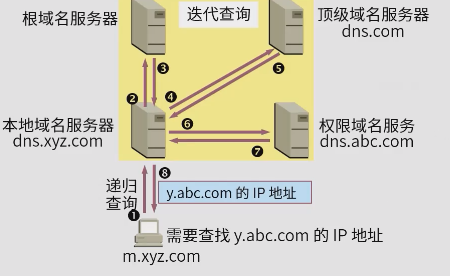 根域名服务器
迭代查询
顶级域名服务器
dns.com
❸
❷
❹
❺
本地域名服务器
dns.xyz.com
❻
权限域名服务
dns.abc.com
❼
❽
递归
查询
y.abc.com 的 IP 地址
❶
需要查找 y.abc.com 的 IP 地址
m.xyz.com